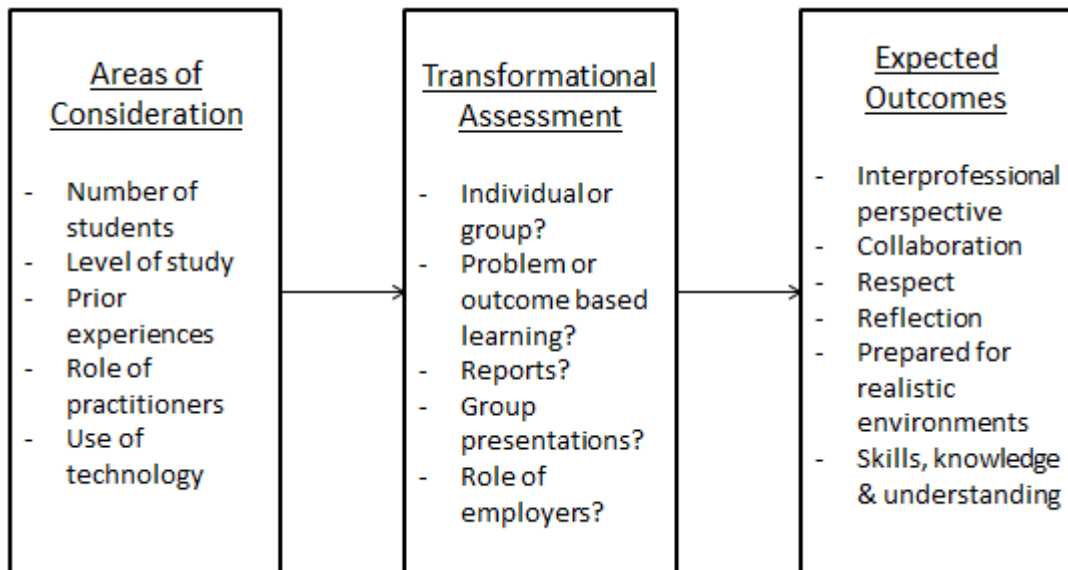 Areas of
Consideration
- Number of
students
- Level of study
- Prior
experiences
- Role of
practitioners
- Use of
technology
Transformational
Assessment
- Individual or
group?
- Problem or
outcome based
learning?
- Reports?
- Group
presentations?
- Role of
employers?
Expected
Outcomes
- Interprofessional
perspective
- Collaboration
- Respect
- Reflection
- Prepared for
realistic
environments
- Skills, knowledge
& understanding